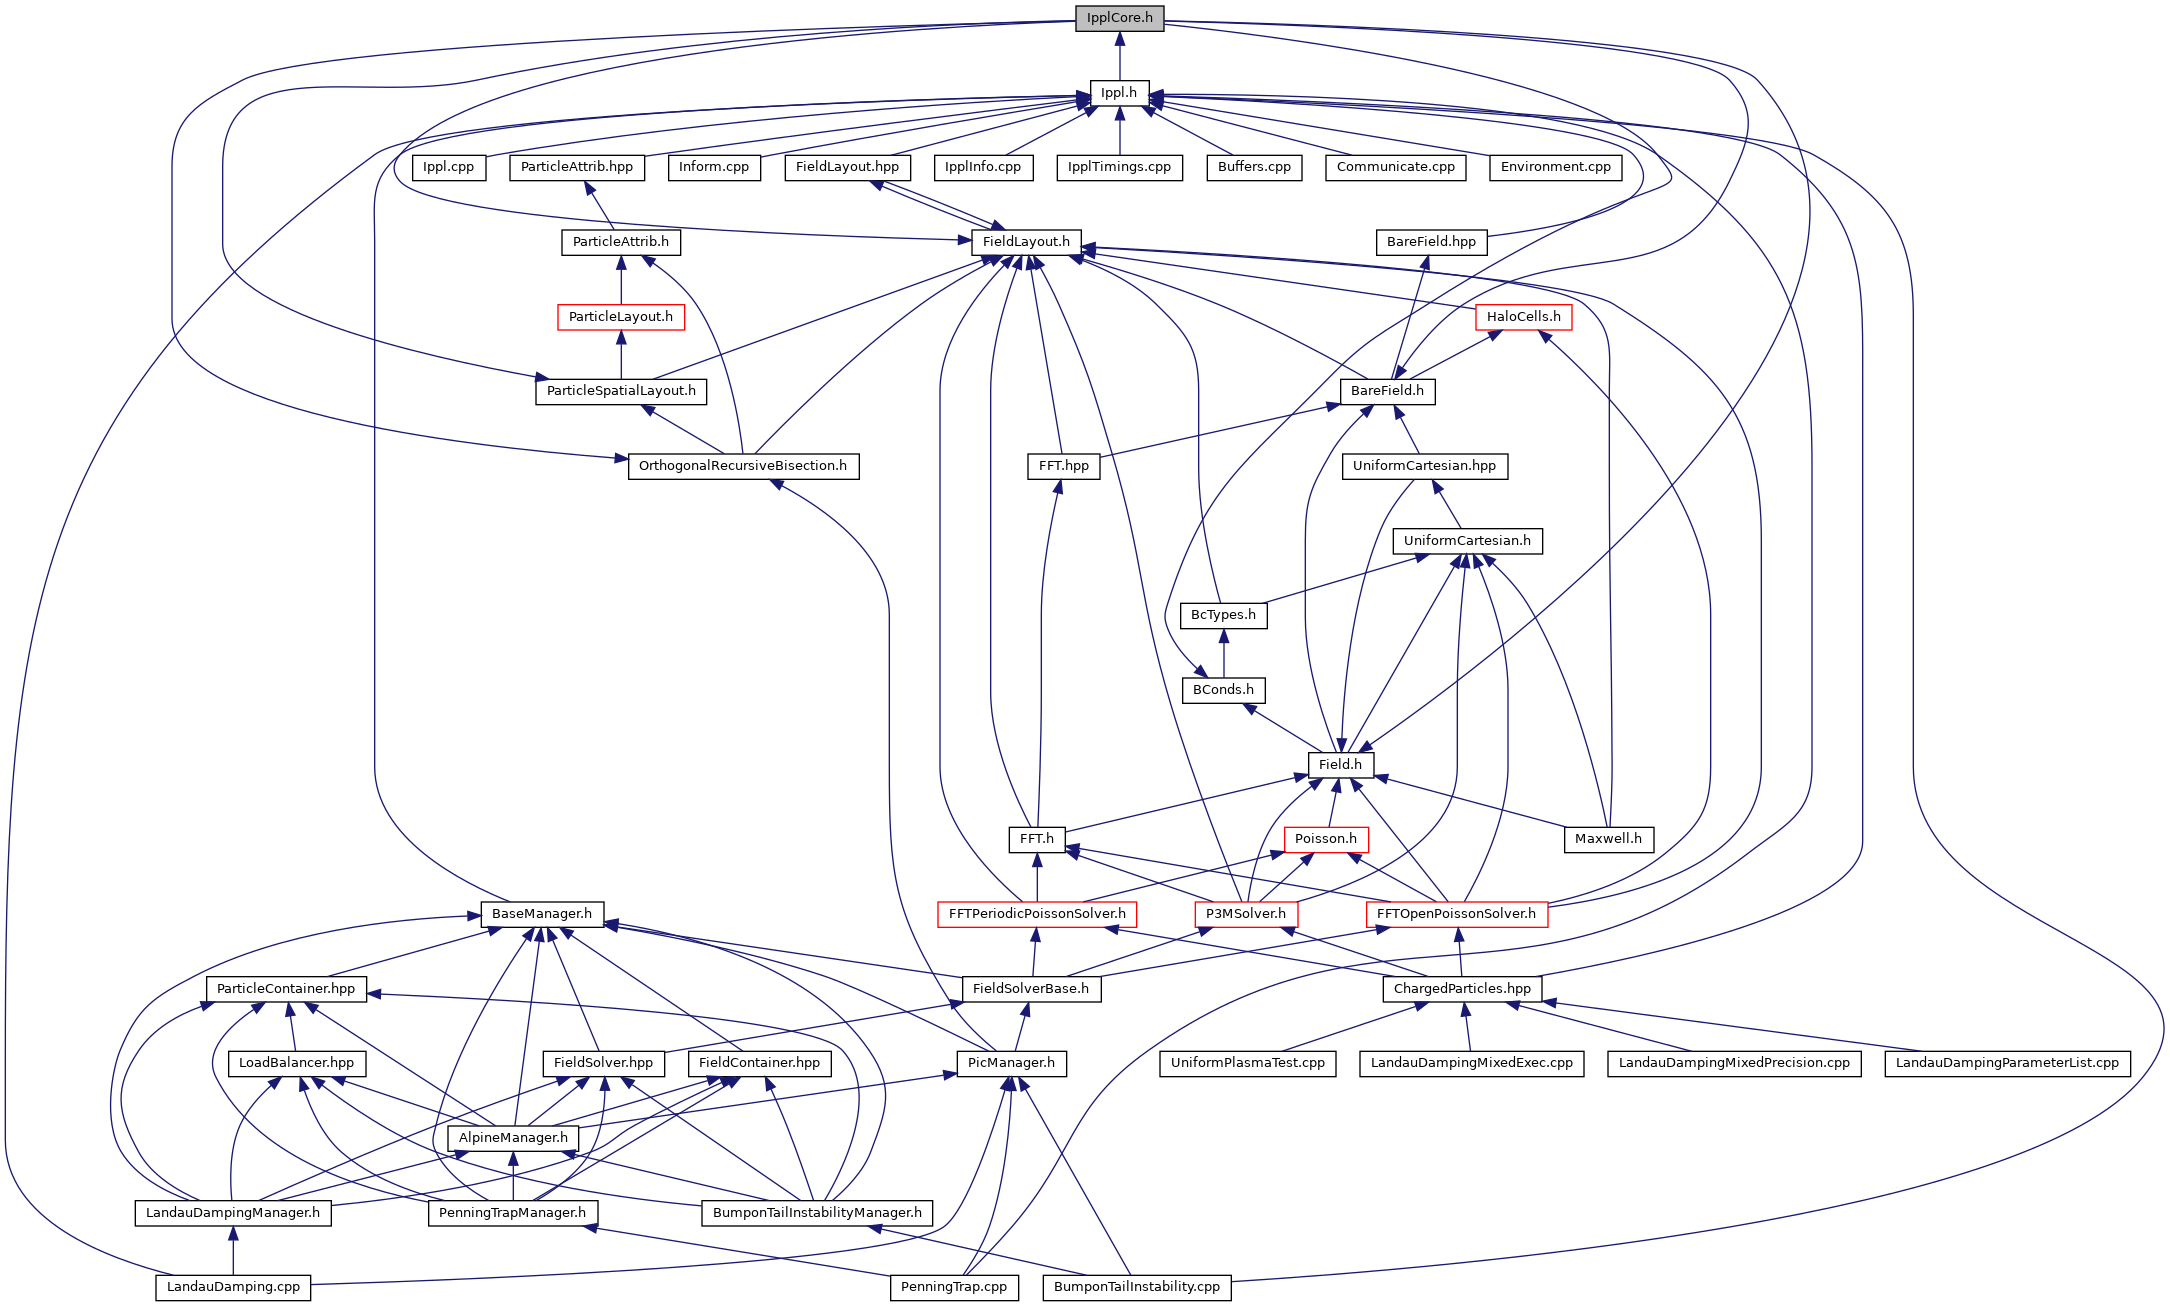 IpplCore.h
Ippl.h
Ippl.cpp
ParticleAttrib.hpp
Inform.cpp
FieldLayout.hpp
IpplInfo.cpp
IpplTimings.cpp
Buffers.cpp
Communicate.cpp
Environment.cpp
ParticleAttrib.h
FieldLayout.h
BareField.hpp
ParticleLayout.h
HaloCells.h
ParticleSpatialLayout.h
BareField.h
OrthogonalRecursiveBisection.h
FFT.hpp
UniformCartesian.hpp
UniformCartesian.h
BcTypes.h
BConds.h
Field.h
FFT.h
Poisson.h
Maxwell.h
BaseManager.h
FFTPeriodicPoissonSolver.h
P3MSolver.h
FFTOpenPoissonSolver.h
ParticleContainer.hpp
FieldSolverBase.h
ChargedParticles.hpp
LoadBalancer.hpp
FieldSolver.hpp
FieldContainer.hpp
PicManager.h
UniformPlasmaTest.cpp
LandauDampingMixedExec.cpp
LandauDampingMixedPrecision.cpp
LandauDampingParameterList.cpp
AlpineManager.h
LandauDampingManager.h
PenningTrapManager.h
BumponTailInstabilityManager.h
LandauDamping.cpp
PenningTrap.cpp
BumponTailInstability.cpp